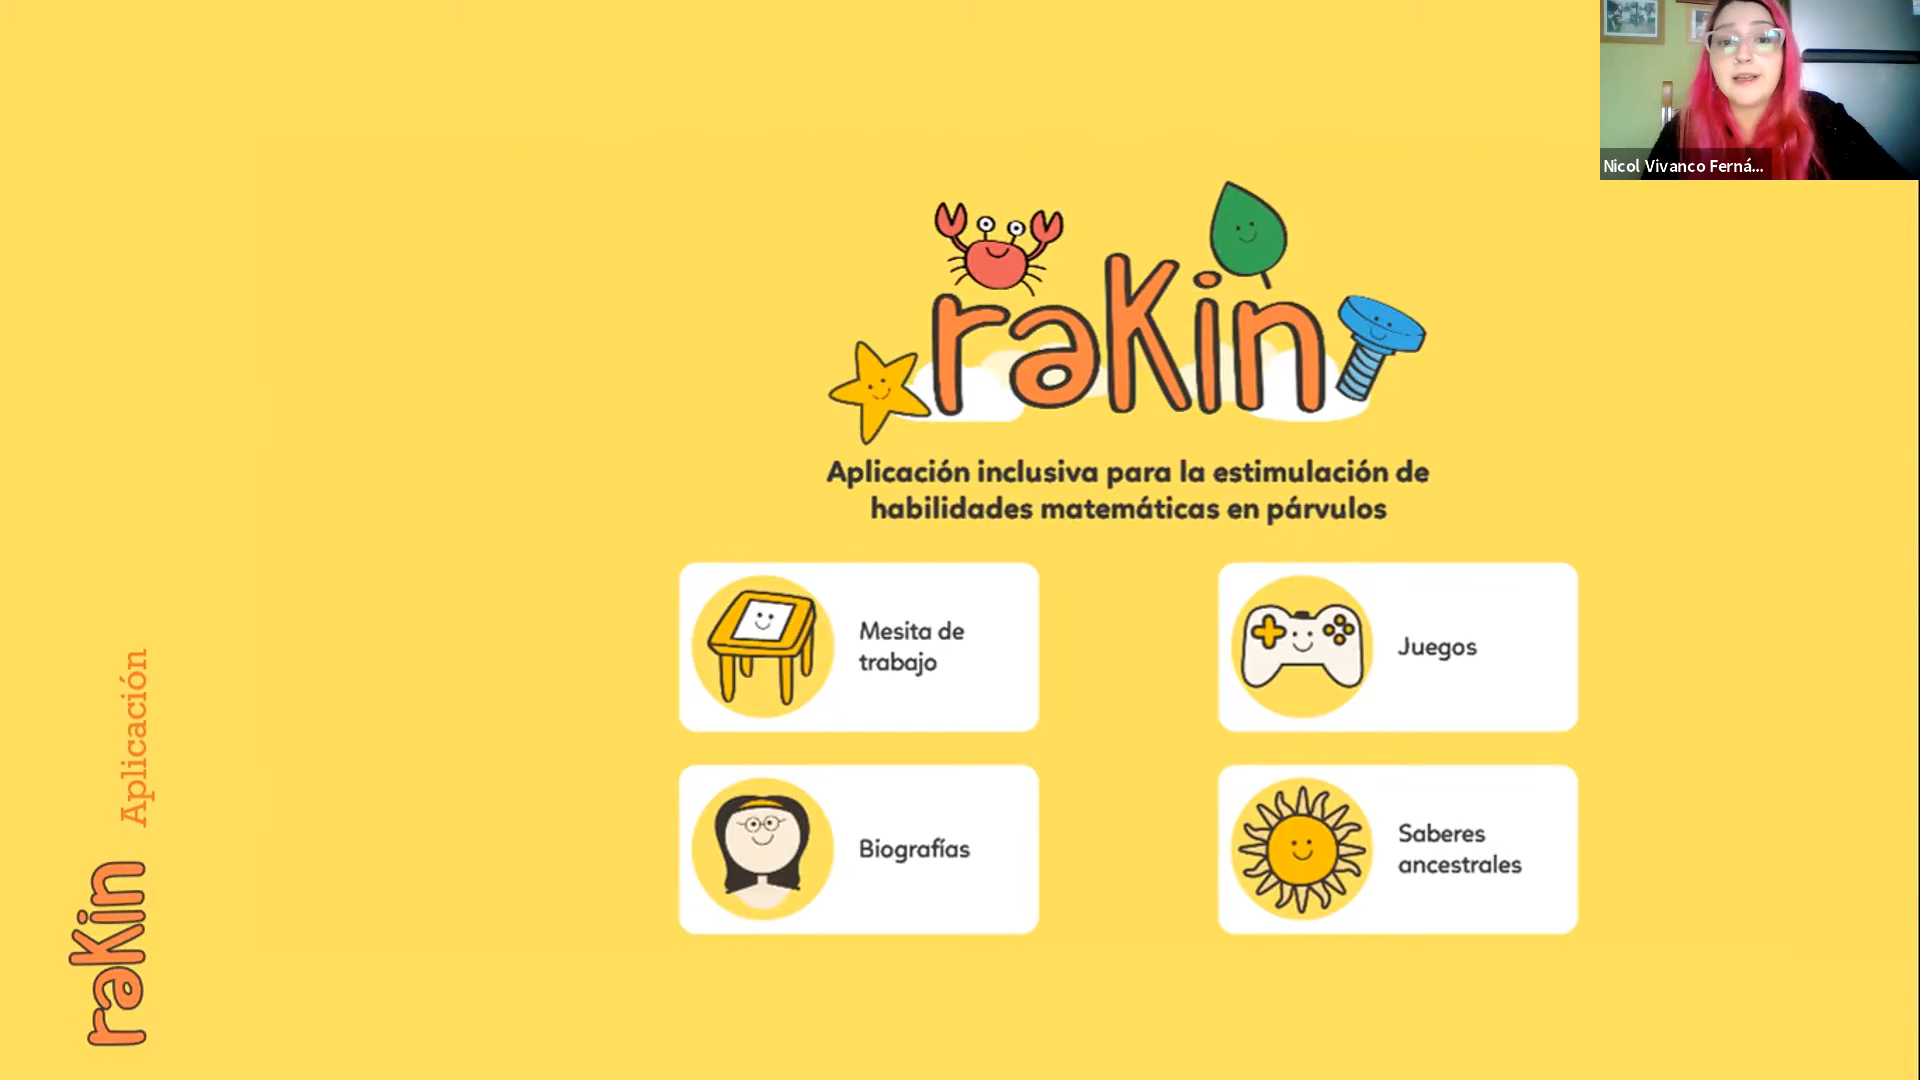 Nicol Vivanco Ferná...
rakin
Aplicación inclusiva para la estimulación de
habilidades matemáticas en párvulos
Mesita de
trabajo
Juegos
Biografías
Saberes
ancestrales
rakin Aplicación